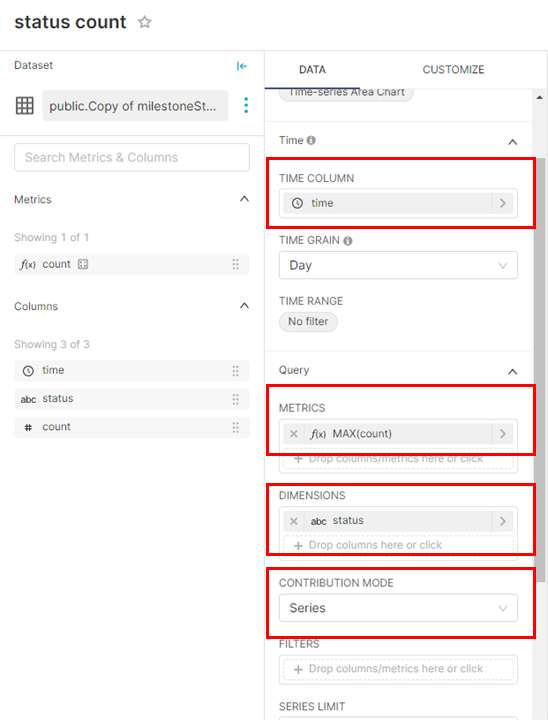 status count
Dataset
public.Copy of milestoneSt...
Search Metrics & Columns
Metrics
Showing 1 of 1
f(x) count
Columns
Showing 3 of 3
time
abc status
# count
DATA
CUSTOMIZE
Time-series Area Chart
Time
TIME COLUMN
time
TIME GRAIN
Day
TIME RANGE
No filter
Query
METRICS
f(x) MAX(count)
Drop columns/metrics here or click
DIMENSIONS
abc status
Drop columns here or click
CONTRIBUTION MODE
Series
FILTERS
Drop columns/metrics here or click
SERIES LIMIT